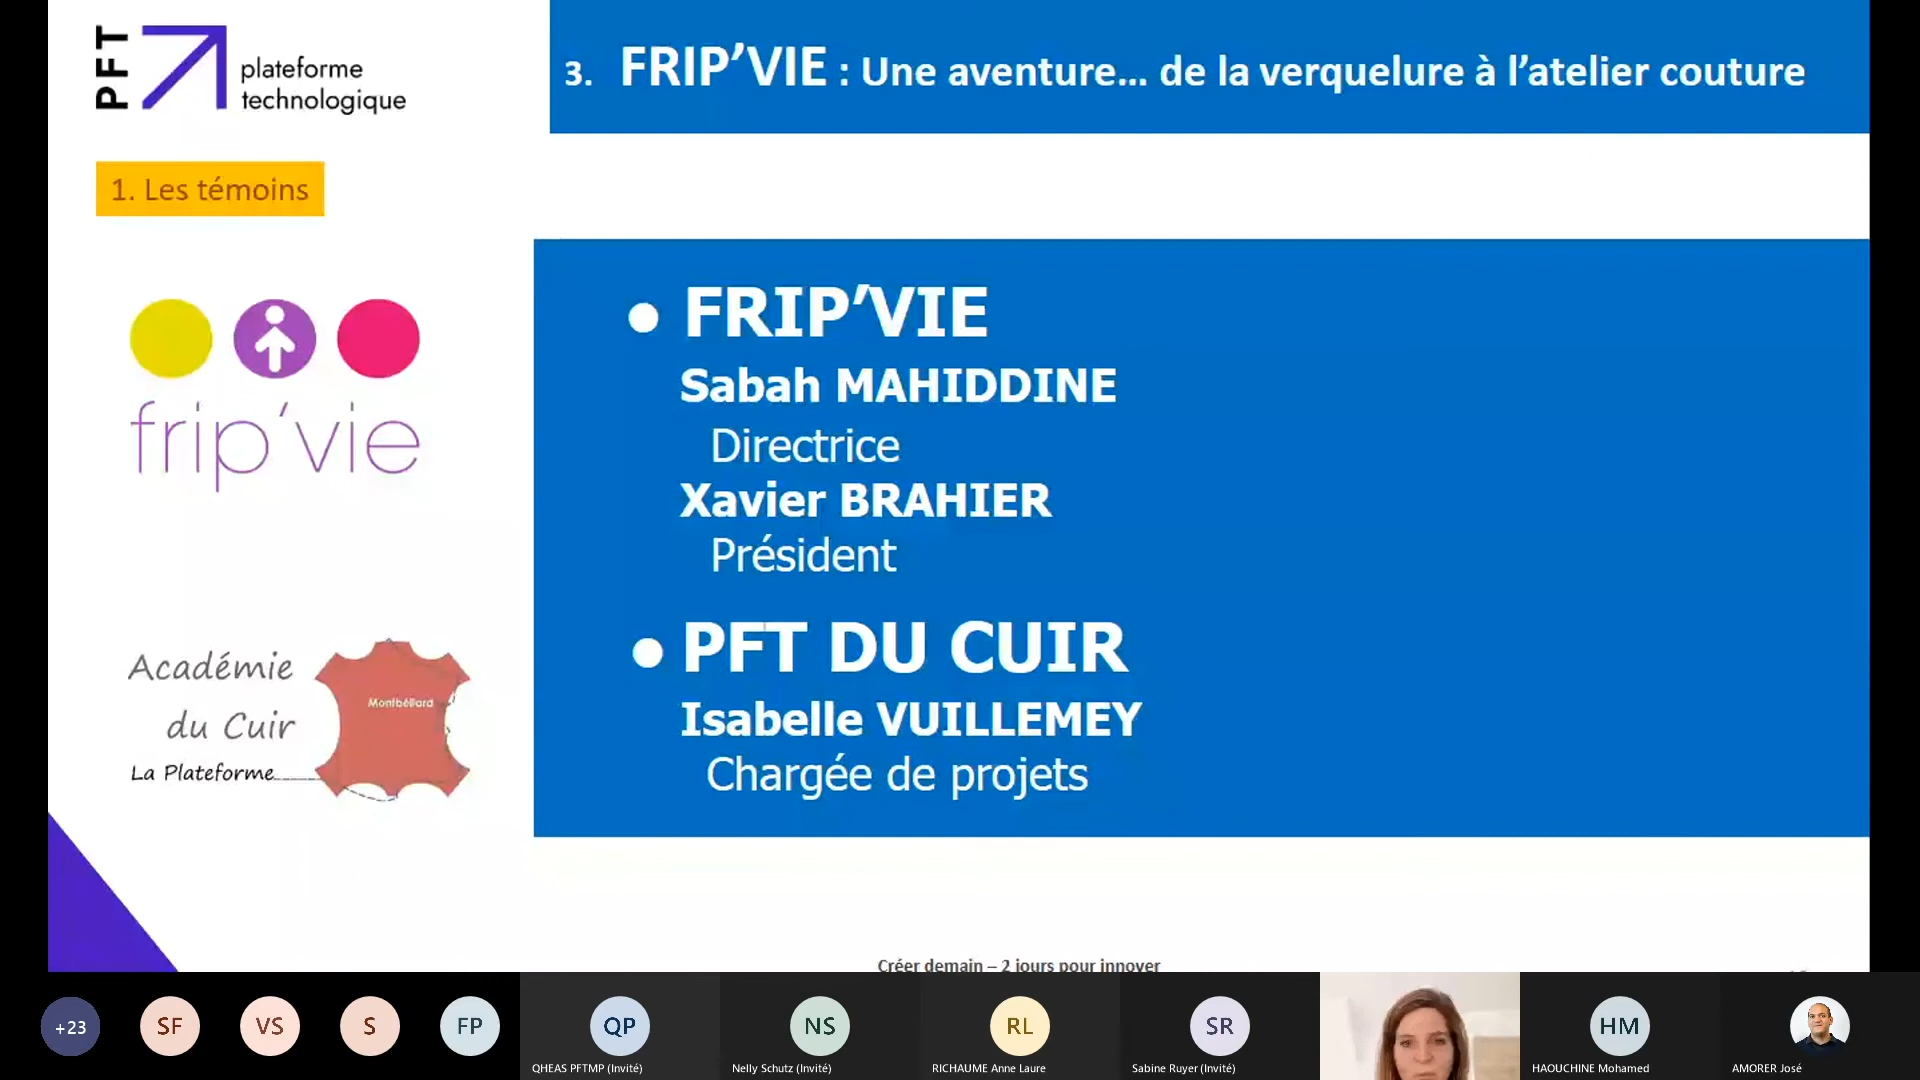 PFT
plateforme
technologique
3. FRIP’VIE : Une aventure... de la verquelure à l’atelier couture
1. Les témoins
frip’vie
Académie
du Cuir
La Plateforme
Montbéliard
• FRIP’VIE
Sabah MAHIDDINE
Directrice
Xavier BRAHIER
Président
• PFT DU CUIR
Isabelle VUILLEMEY
Chargée de projets
Créer demain – 2 jours pour innover
+23
SF
VS
S
FP
QP
NS
RL
SR
HM
QHEAS PFTMP (Invité)
Nelly Schutz (Invité)
RICHAUME Anne Laure
Sabine Ruyer (Invité)
HAOUCHINE Mohamed
AMORER José